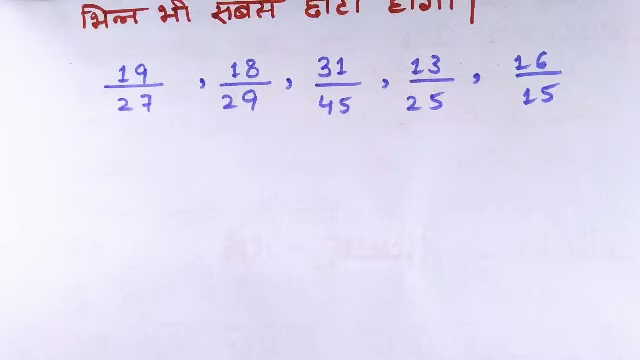 भिन्न भी सबसे छोटा होगा।
19/27 , 18/29 , 31/45 , 13/25 , 16/15